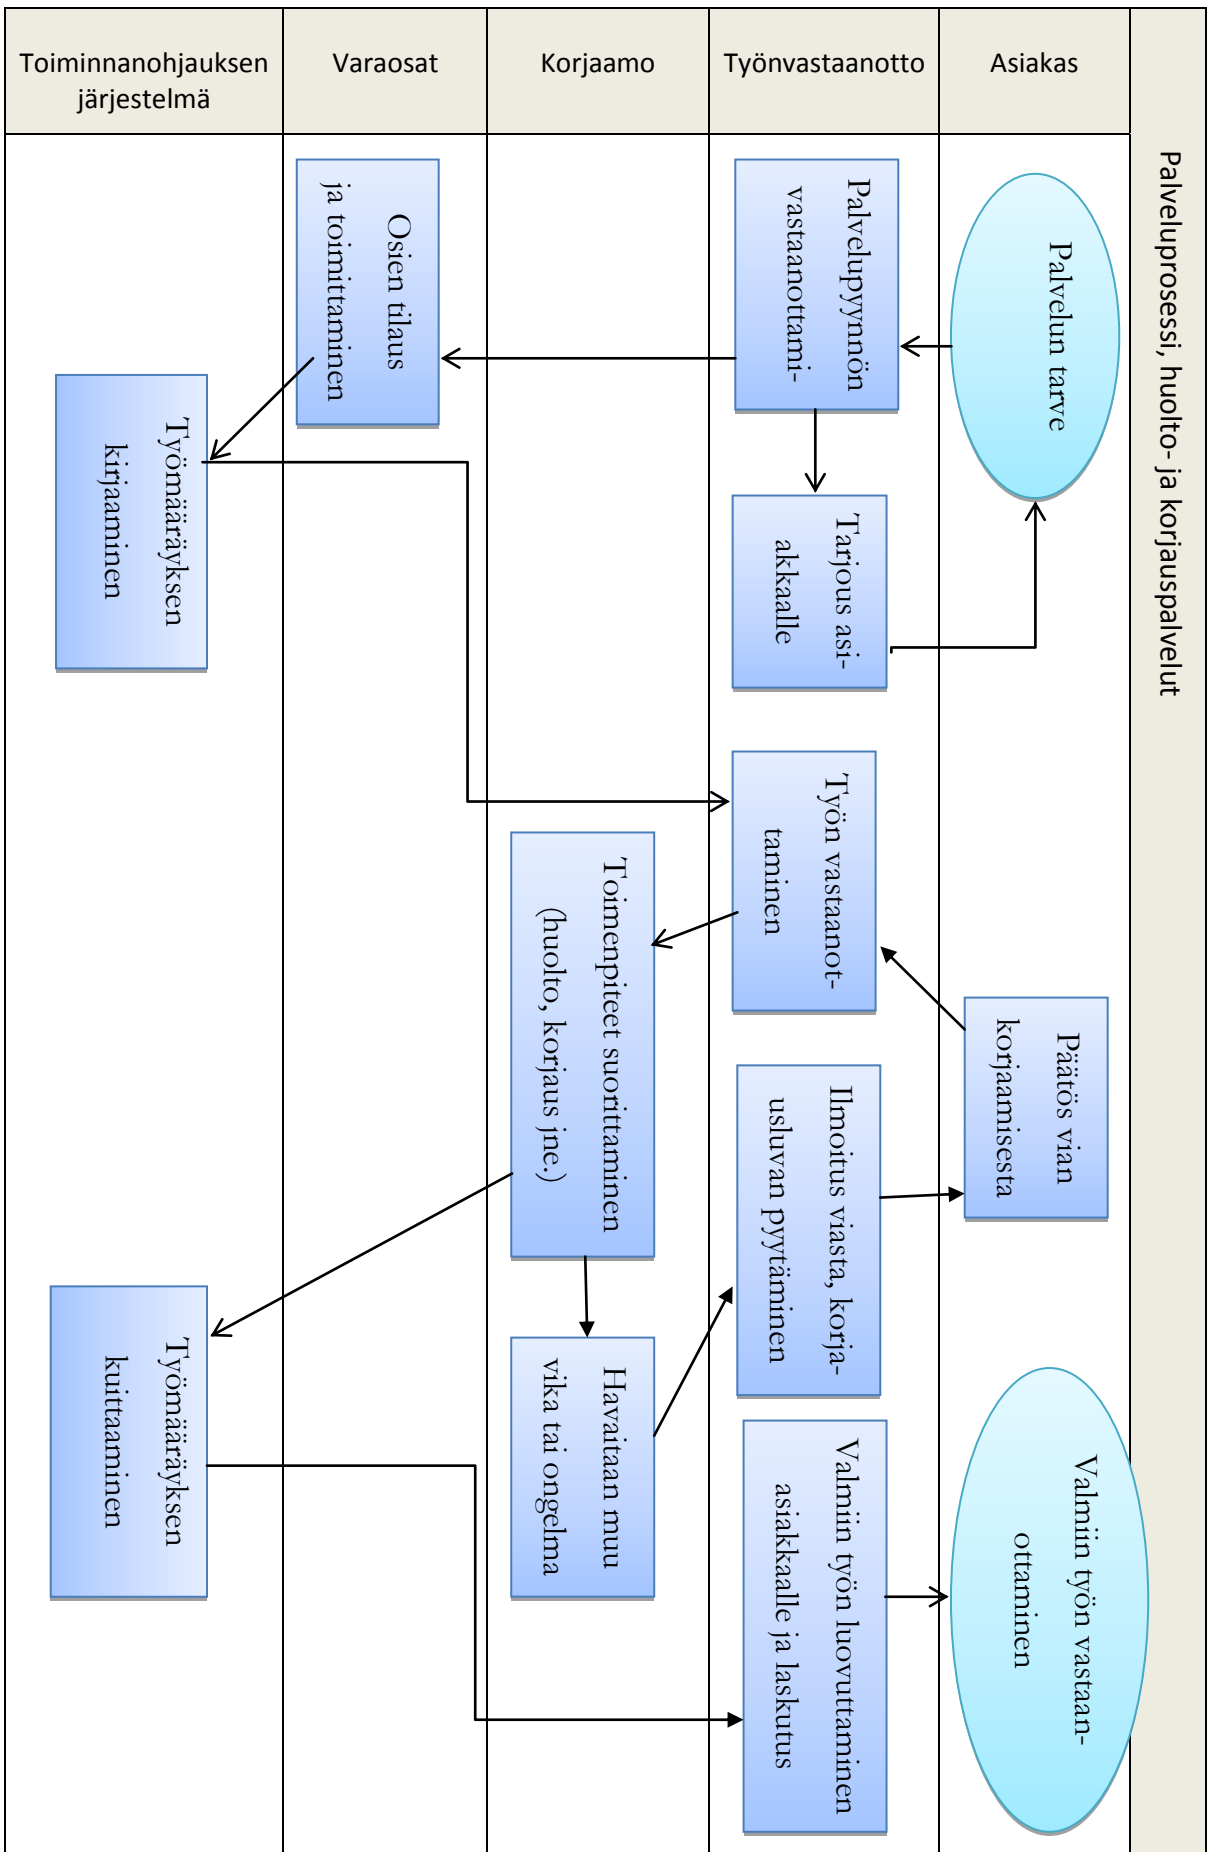 Palveluprosessi, huolto- ja korjauspalvelut
Asiakas
Työnvastaanotto
Korjaamo
Varaosat
Toiminnanohjauksen
järjestelmä
Palvelun tarve
Päätös vian
korjaamisesta
Valmiin työn vastaan-
ottaminen
Palvelupyynnön
vastaanottami-
Tarjous asi-
akkaalle
Työn vastaanot-
taminen
Ilmoitus viasta, korja-
usluvan pyytäminen
Valmiin työn luovuttaminen
asiakkaalle ja laskutus
Toimenpiteet suorittaminen
(huolto, korjaus jne.)
Havaitaan muu
vika tai ongelma
Osien tilaus
ja toimittaminen
Työmääräyksen
kirjaaminen
Työmääräyksen
kuittaaminen